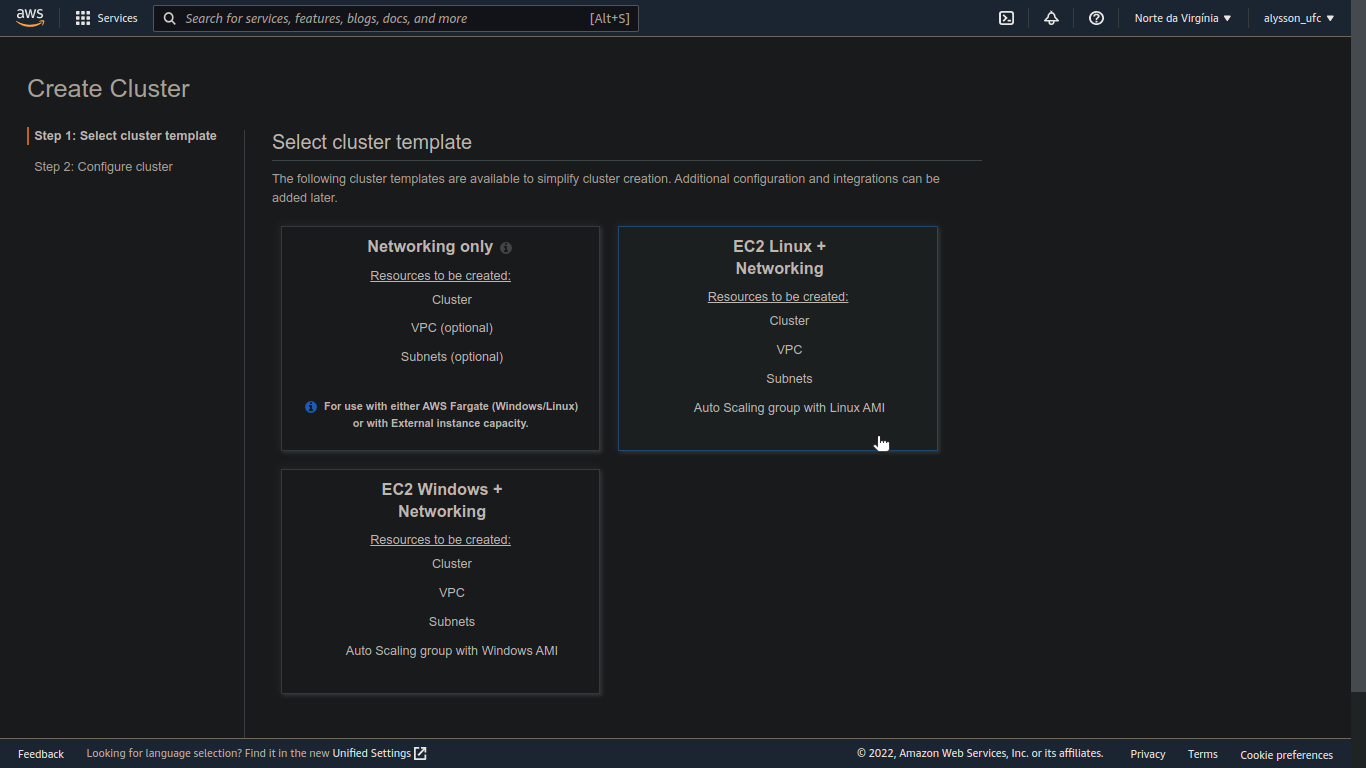 aws
Services
Search for services, features, blogs, docs, and more
[Alt+S]
Norte da Virgínia
alysson_ufc
Create Cluster
Step 1: Select cluster template
Step 2: Configure cluster
Select cluster template
The following cluster templates are available to simplify cluster creation. Additional configuration and integrations can be
added later.
Networking only
Resources to be created:
Cluster
VPC (optional)
Subnets (optional)
For use with either AWS Fargate (Windows/Linux)
or with External instance capacity.
EC2 Linux +
Networking
Resources to be created:
Cluster
VPC
Subnets
Auto Scaling group with Linux AMI
EC2 Windows +
Networking
Resources to be created:
Cluster
VPC
Subnets
Auto Scaling group with Windows AMI
Feedback
Looking for language selection? Find it in the new Unified Settings
© 2022, Amazon Web Services, Inc. or its affiliates.
Privacy
Terms
Cookie preferences